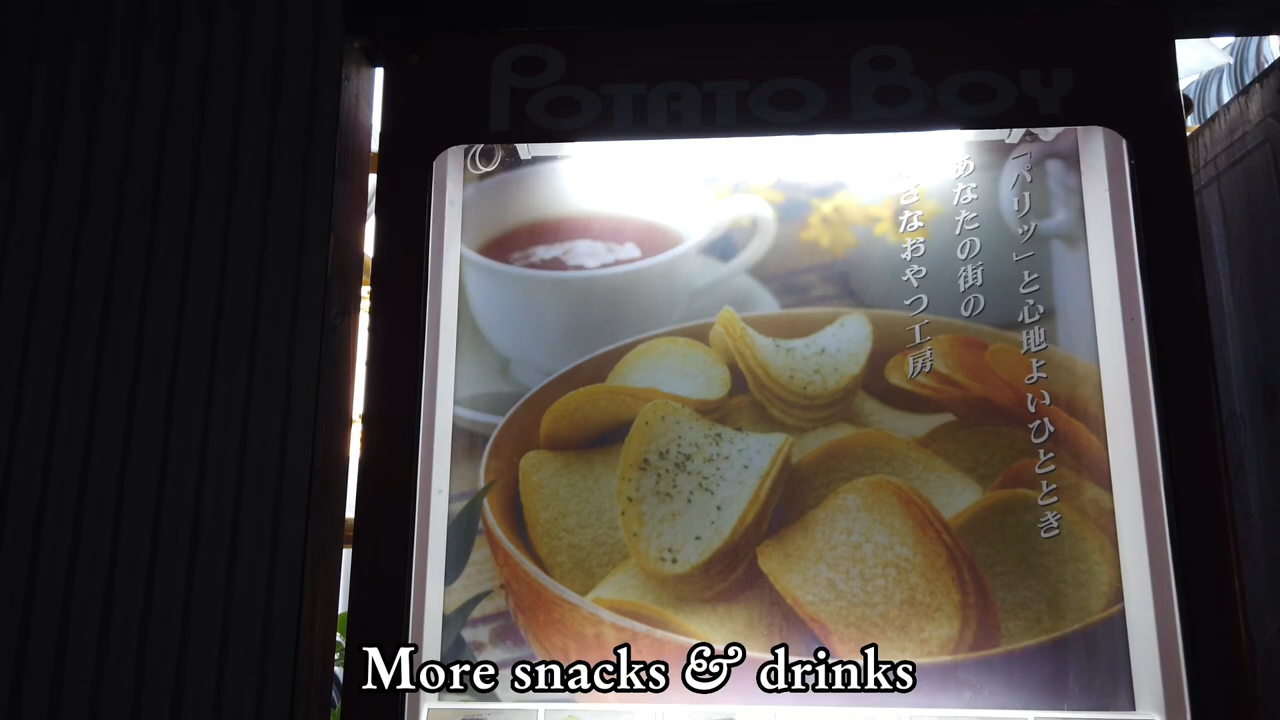 POTATO BOY
「パリッ」と心地よいひととき
あなたの街の
さなおやつ工房
More snacks & drinks